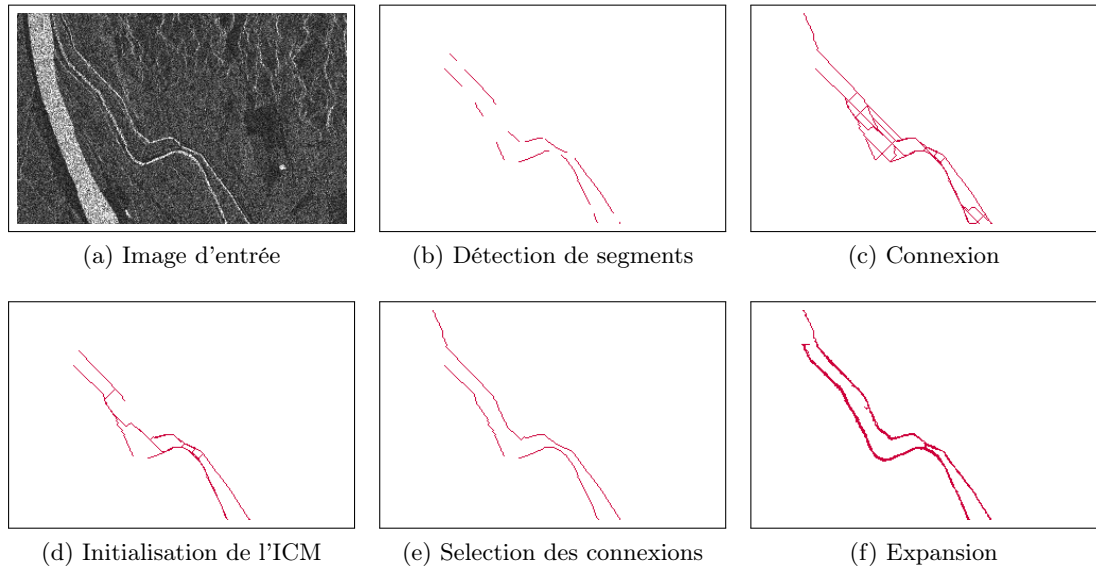 (a) Image d'entrée
(b) Détection de segments
(c) Connexion
(d) Initialisation de l'ICM
(e) Selection des connexions
(f) Expansion